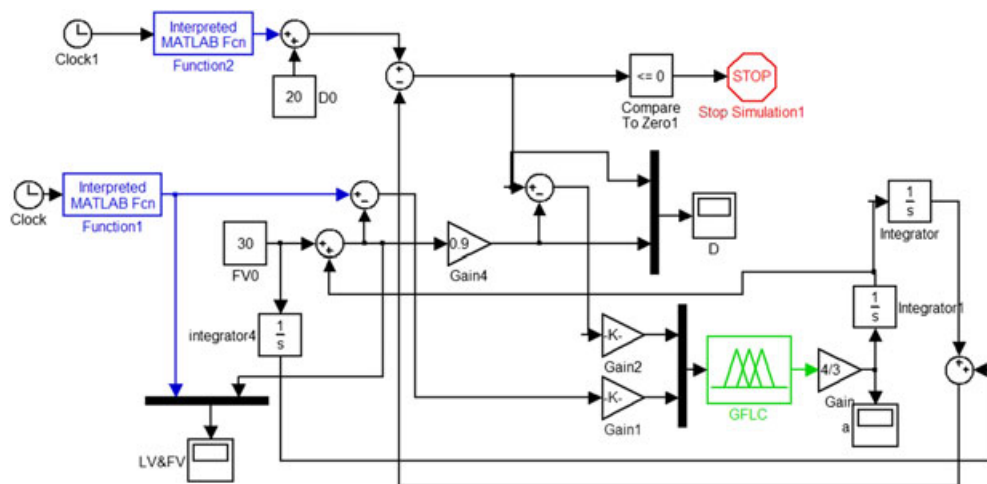 Clock1
Interpreted
MATLAB Fcn
Function2
+
+
20
D0
+
−
<= 0
Compare
To Zero1
STOP
Stop Simulation1
Clock
Interpreted
MATLAB Fcn
Function1
+
−
30
FV0
+
+
0.9
Gain4
+
−
D
1
s
Integrator
1
s
Integrator1
integrator4
1
s
-K-
Gain2
-K-
Gain1
GFLC
4/3
Gain
a
+
+
LV&FV